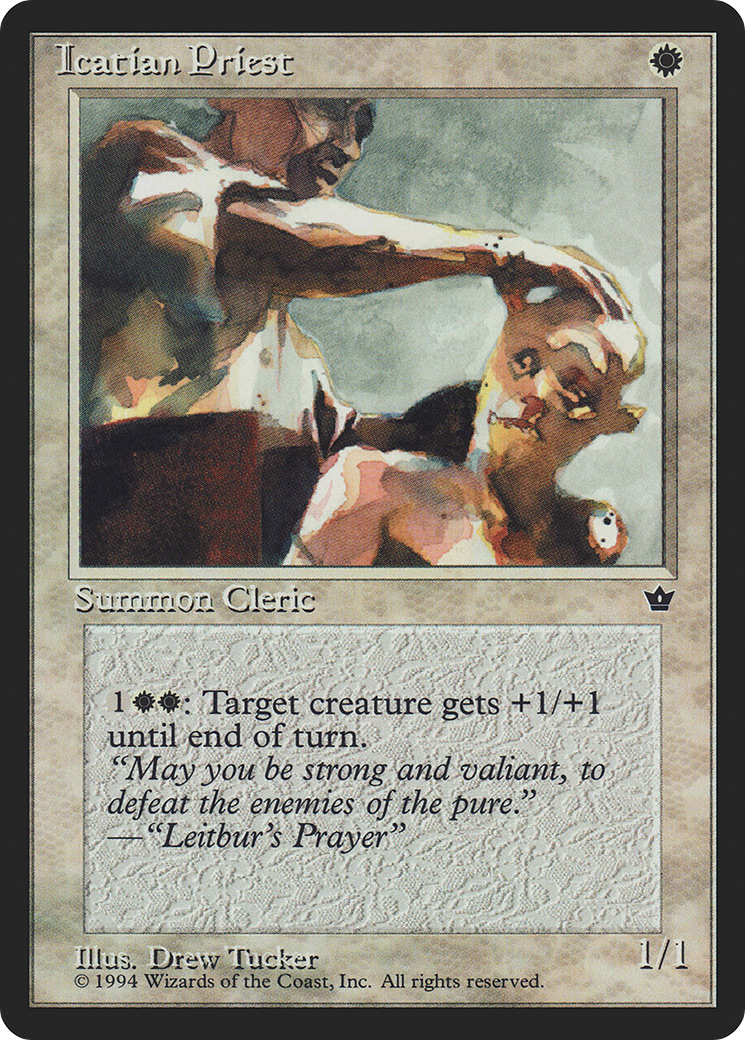 Icatian Priest
Summon Cleric
1: Target creature gets +1/+1
until end of turn.
“May you be strong and valiant, to
defeat the enemies of the pure.”
—“Leitbur’s Prayer”
Illus. Drew Tucker
1/1
© 1994 Wizards of the Coast, Inc. All rights reserved.